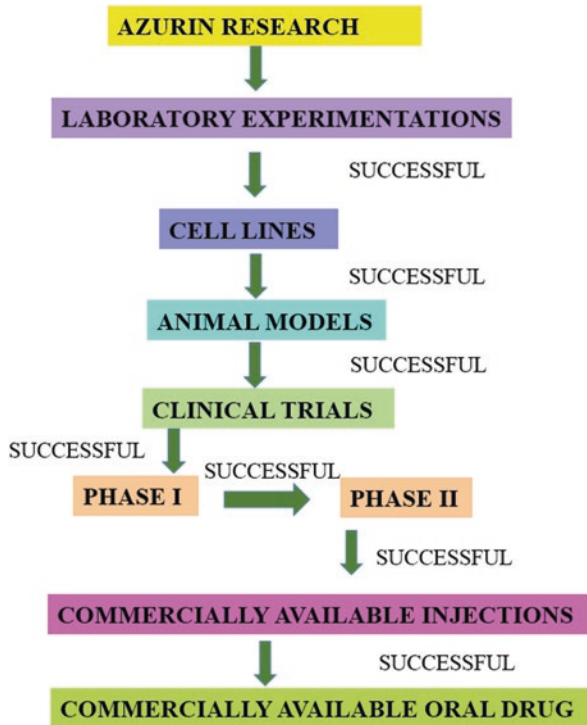 AZURIN RESEARCH
LABORATORY EXPERIMENTATIONS
SUCCESSFUL
CELL LINES
SUCCESSFUL
ANIMAL MODELS
SUCCESSFUL
CLINICAL TRIALS
SUCCESSFUL
SUCCESSFUL
PHASE I
PHASE II
SUCCESSFUL
COMMERCIALLY AVAILABLE INJECTIONS
SUCCESSFUL
COMMERCIALLY AVAILABLE ORAL DRUG